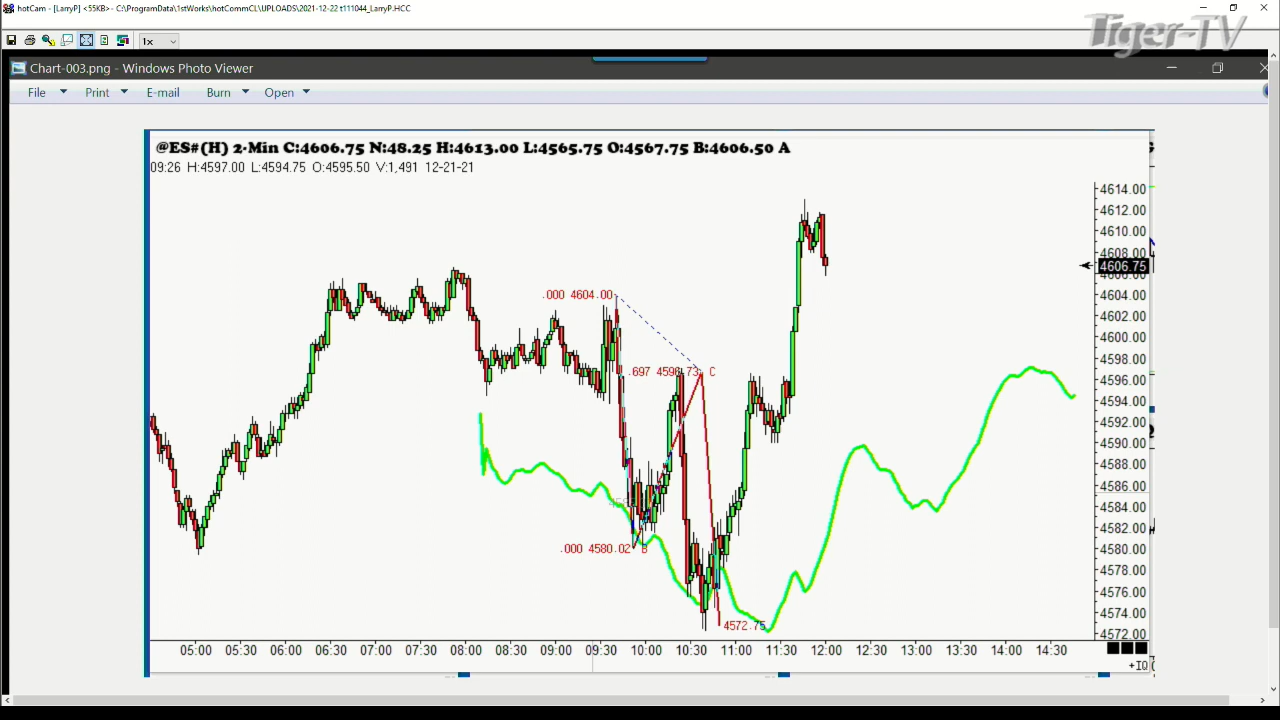 hotCam - [LarryP] <55KB> - C:\ProgramData\1stWorks\hotCommCL\UPLOADS\2021-12-22 t111044_LarryP.HCC
1x
Tiger-TV
Chart-003.png - Windows Photo Viewer
File Print E-mail Burn Open
@ES#(H) 2-Min C:4606.75 N:48.25 H:4613.00 L:4565.75 O:4567.75 B:4606.50 A
09:26 H:4597.00 L:4594.75 O:4595.50 V:1,491 12-21-21
4614.00
4612.00
4610.00
4608.00
4606.75
4606.00
.000 4604.00
4604.00
4602.00
4600.00
4598.00
.697 4596.73 C
4596.00
4594.00
4592.00
4590.00
4588.00
4586.00
4584.00
4582.00
.000 4580.02 B
4580.00
4578.00
4576.00
4574.00
4572.75
4572.00
05:00 05:30 06:00 06:30 07:00 07:30 08:00 08:30 09:00 09:30 10:00 10:30 11:00 11:30 12:00 12:30 13:00 13:30 14:00 14:30